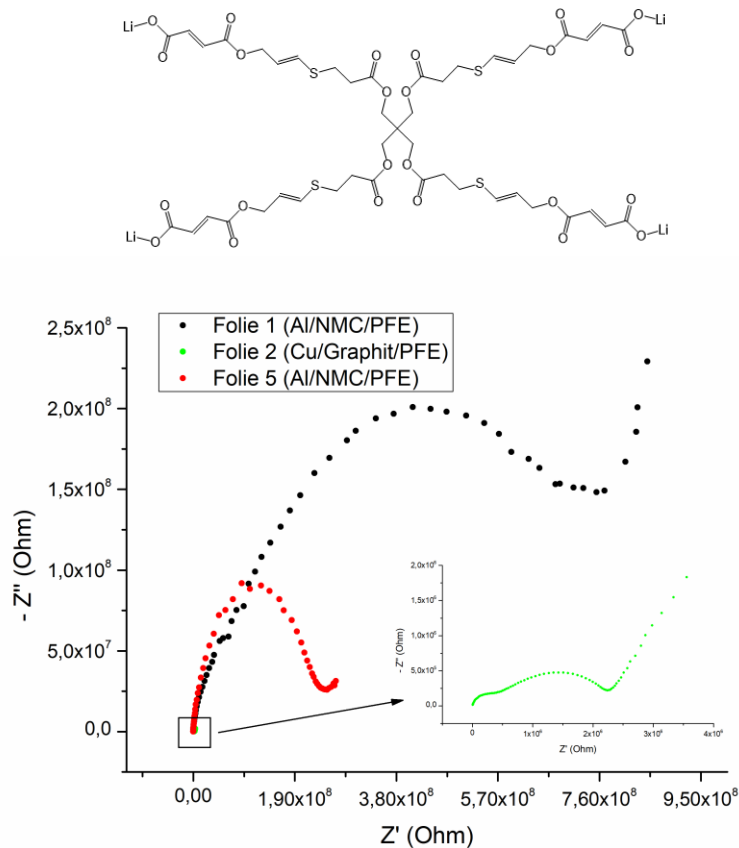 Li O O O O Li
O O O O
O O
S S
O O
O O
S S
O O
O O O O
Li O O O O Li
2,5x10⁸
2,0x10⁸
1,5x10⁸
1,0x10⁸
5,0x10⁷
0,0
- Z'' (Ohm)
Folie 1 (Al/NMC/PFE)
Folie 2 (Cu/Graphit/PFE)
Folie 5 (Al/NMC/PFE)
2,0x10⁶
1,5x10⁶
1,0x10⁶
5,0x10⁵
0,0
- Z'' (Ohm)
0 1x10⁶ 2x10⁶ 3x10⁶ 4x10⁶
Z' (Ohm)
0,00 1,90x10⁸ 3,80x10⁸ 5,70x10⁸ 7,60x10⁸ 9,50x10⁸
Z' (Ohm)